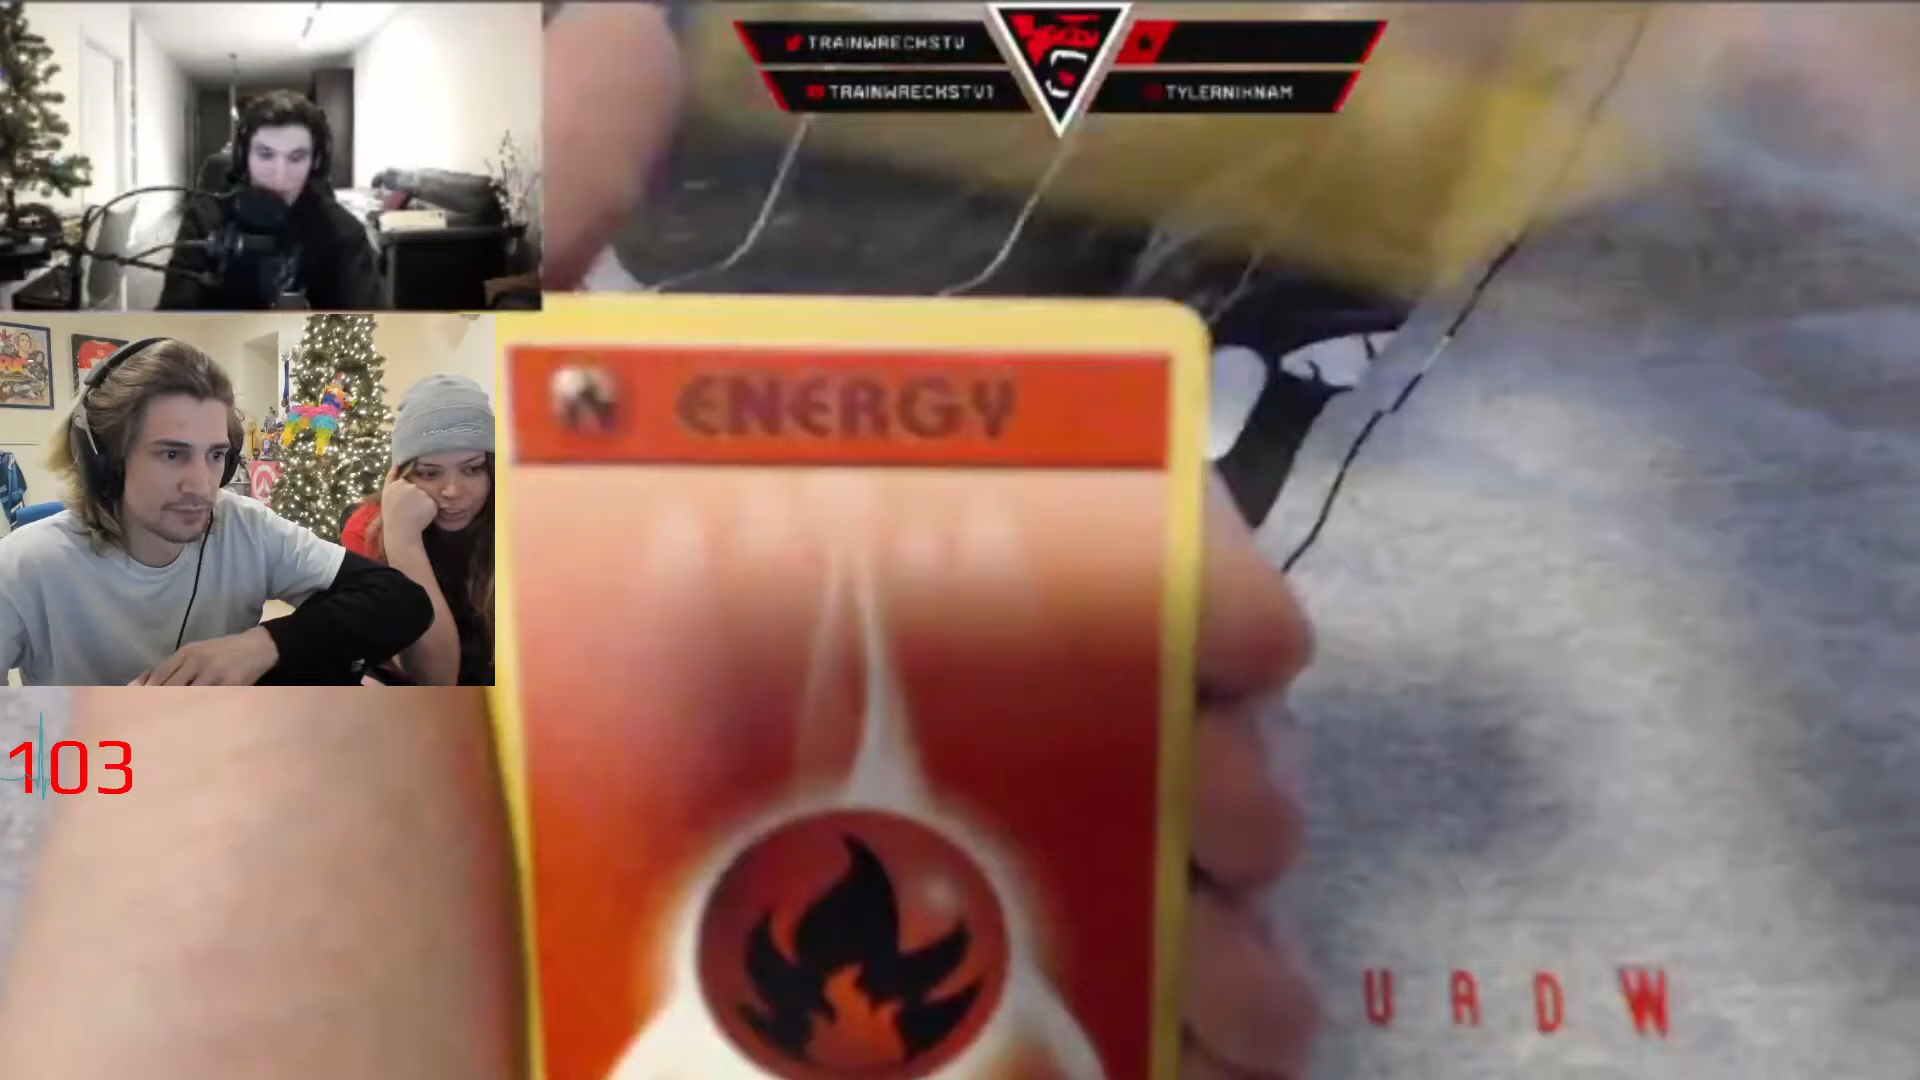 TRAINWRECKSTV
TRAINWRECKSTV1
TYLERNIKNAM
ENERGY
103
U R D W